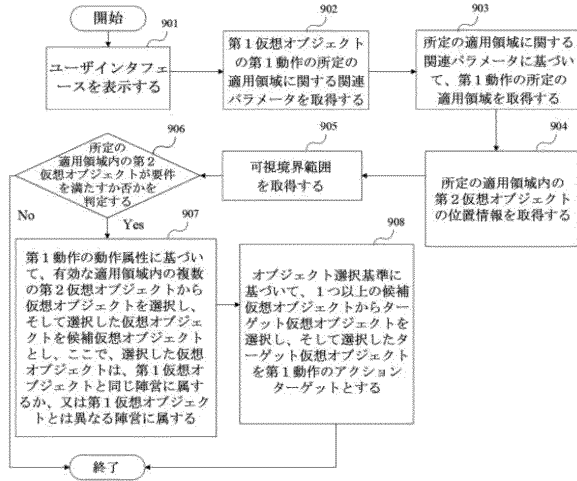 開始
901
ユーザインタフェ
ースを表示する
902
第1仮想オブジェクト
の第1動作の所定の
適用領域に関する関連
パラメータを取得する
903
所定の適用領域に関する
関連パラメータに基づい
て、第1動作の所定の
適用領域を取得する
904
所定の適用領域内の
第2仮想オブジェクト
の位置情報を取得する
905
可視境界範囲
を取得する
906
所定の
適用領域内の第2
仮想オブジェクトが要件
を満たすか否かを
判定する
No
Yes
907
第1動作の動作属性に基づい
て、有効な適用領域内の複数
の第2仮想オブジェクトから
仮想オブジェクトを選択し、
そして選択した仮想オブジェ
クトを候補仮想オブジェクト
とし、ここで、選択した仮想
オブジェクトは、第1仮想オ
ブジェクトと同じ陣営に属す
るか、又は第1仮想オブジェク
トとは異なる陣営に属する
908
オブジェクト選択基準に
基づいて、1つ以上の候補
仮想オブジェクトからターゲ
ット仮想オブジェクトを
選択し、そして選択したタ
ーゲット仮想オブジェクト
を第1動作のアクション
ターゲットとする
終了